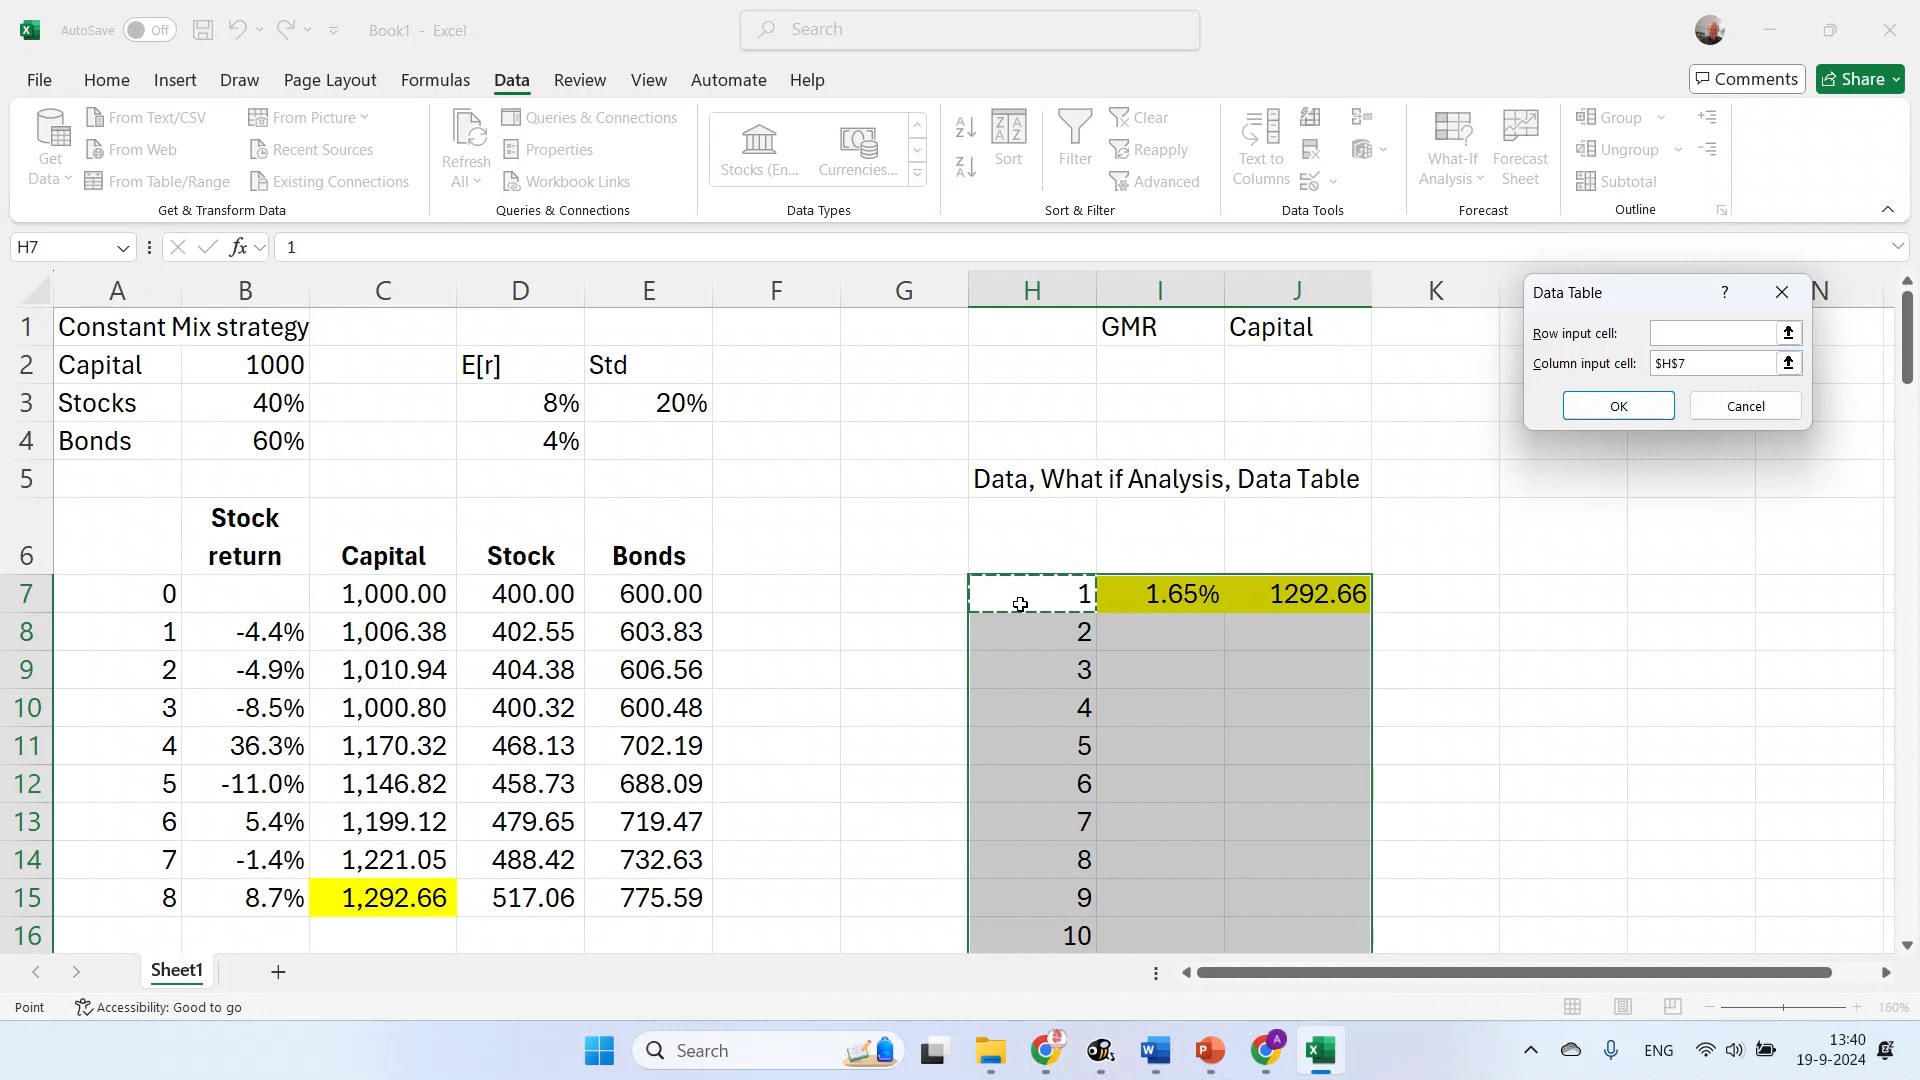 AutoSave Off Book1 - Excel Search
File Home Insert Draw Page Layout Formulas Data Review View Automate Help Comments Share
Get Data From Text/CSV From Web From Table/Range From Picture Recent Sources Existing Connections
Get & Transform Data
Refresh All Queries & Connections Properties Workbook Links
Queries & Connections
Stocks (En... Currencies...
Data Types
Sort Filter Clear Reapply Advanced
Sort & Filter
Text to Columns
Data Tools
What-If Analysis Forecast Sheet
Forecast
Group Ungroup Subtotal
Outline
H7 fx 1
A B C D E F G H I J K N
1 Constant Mix strategy GMR Capital
2 Capital 1000 E[r] Std
3 Stocks 40% 8% 20%
4 Bonds 60% 4%
5 Data, What if Analysis, Data Table
6 Stock return Capital Stock Bonds
7 0 1,000.00 400.00 600.00 1 1.65% 1292.66
8 1 -4.4% 1,006.38 402.55 603.83 2
9 2 -4.9% 1,010.94 404.38 606.56 3
10 3 -8.5% 1,000.80 400.32 600.48 4
11 4 36.3% 1,170.32 468.13 702.19 5
12 5 -11.0% 1,146.82 458.73 688.09 6
13 6 5.4% 1,199.12 479.65 719.47 7
14 7 -1.4% 1,221.05 488.42 732.63 8
15 8 8.7% 1,292.66 517.06 775.59 9
16 10
Data Table ?
Row input cell:
Column input cell: $H$7
OK Cancel
Sheet1
Point Accessibility: Good to go 160%
Search ENG 13:40
19-9-2024